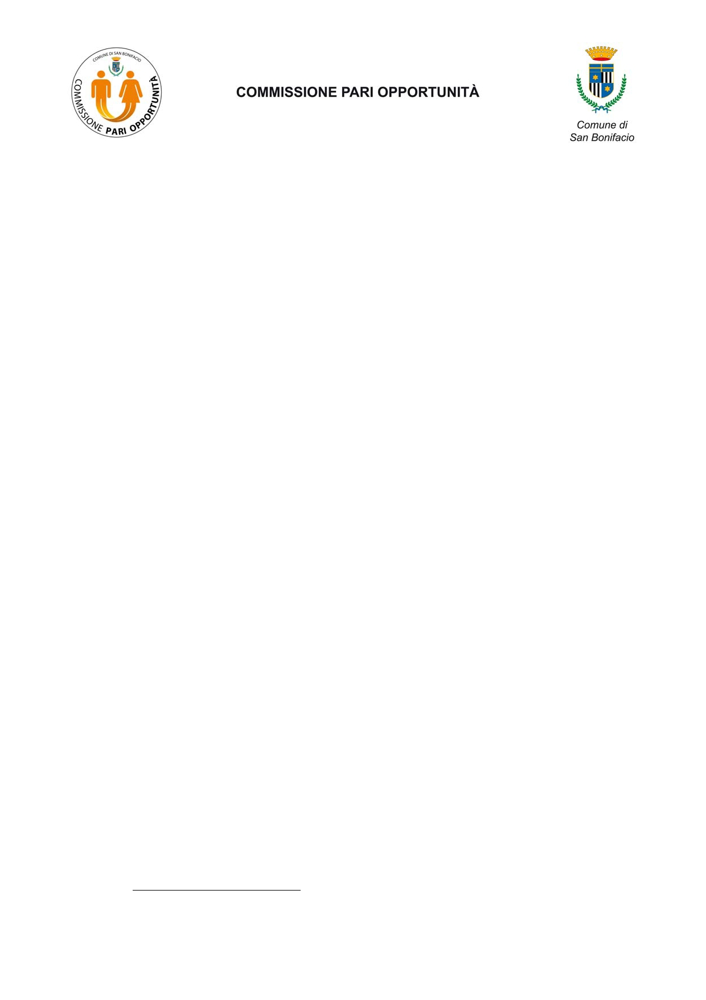 COMUNE DI SAN BONIFACIO
COMMISSIONE PARI OPPORTUNITÀ
COMMISSIONE PARI OPPORTUNITÀ
Comune di
San Bonifacio